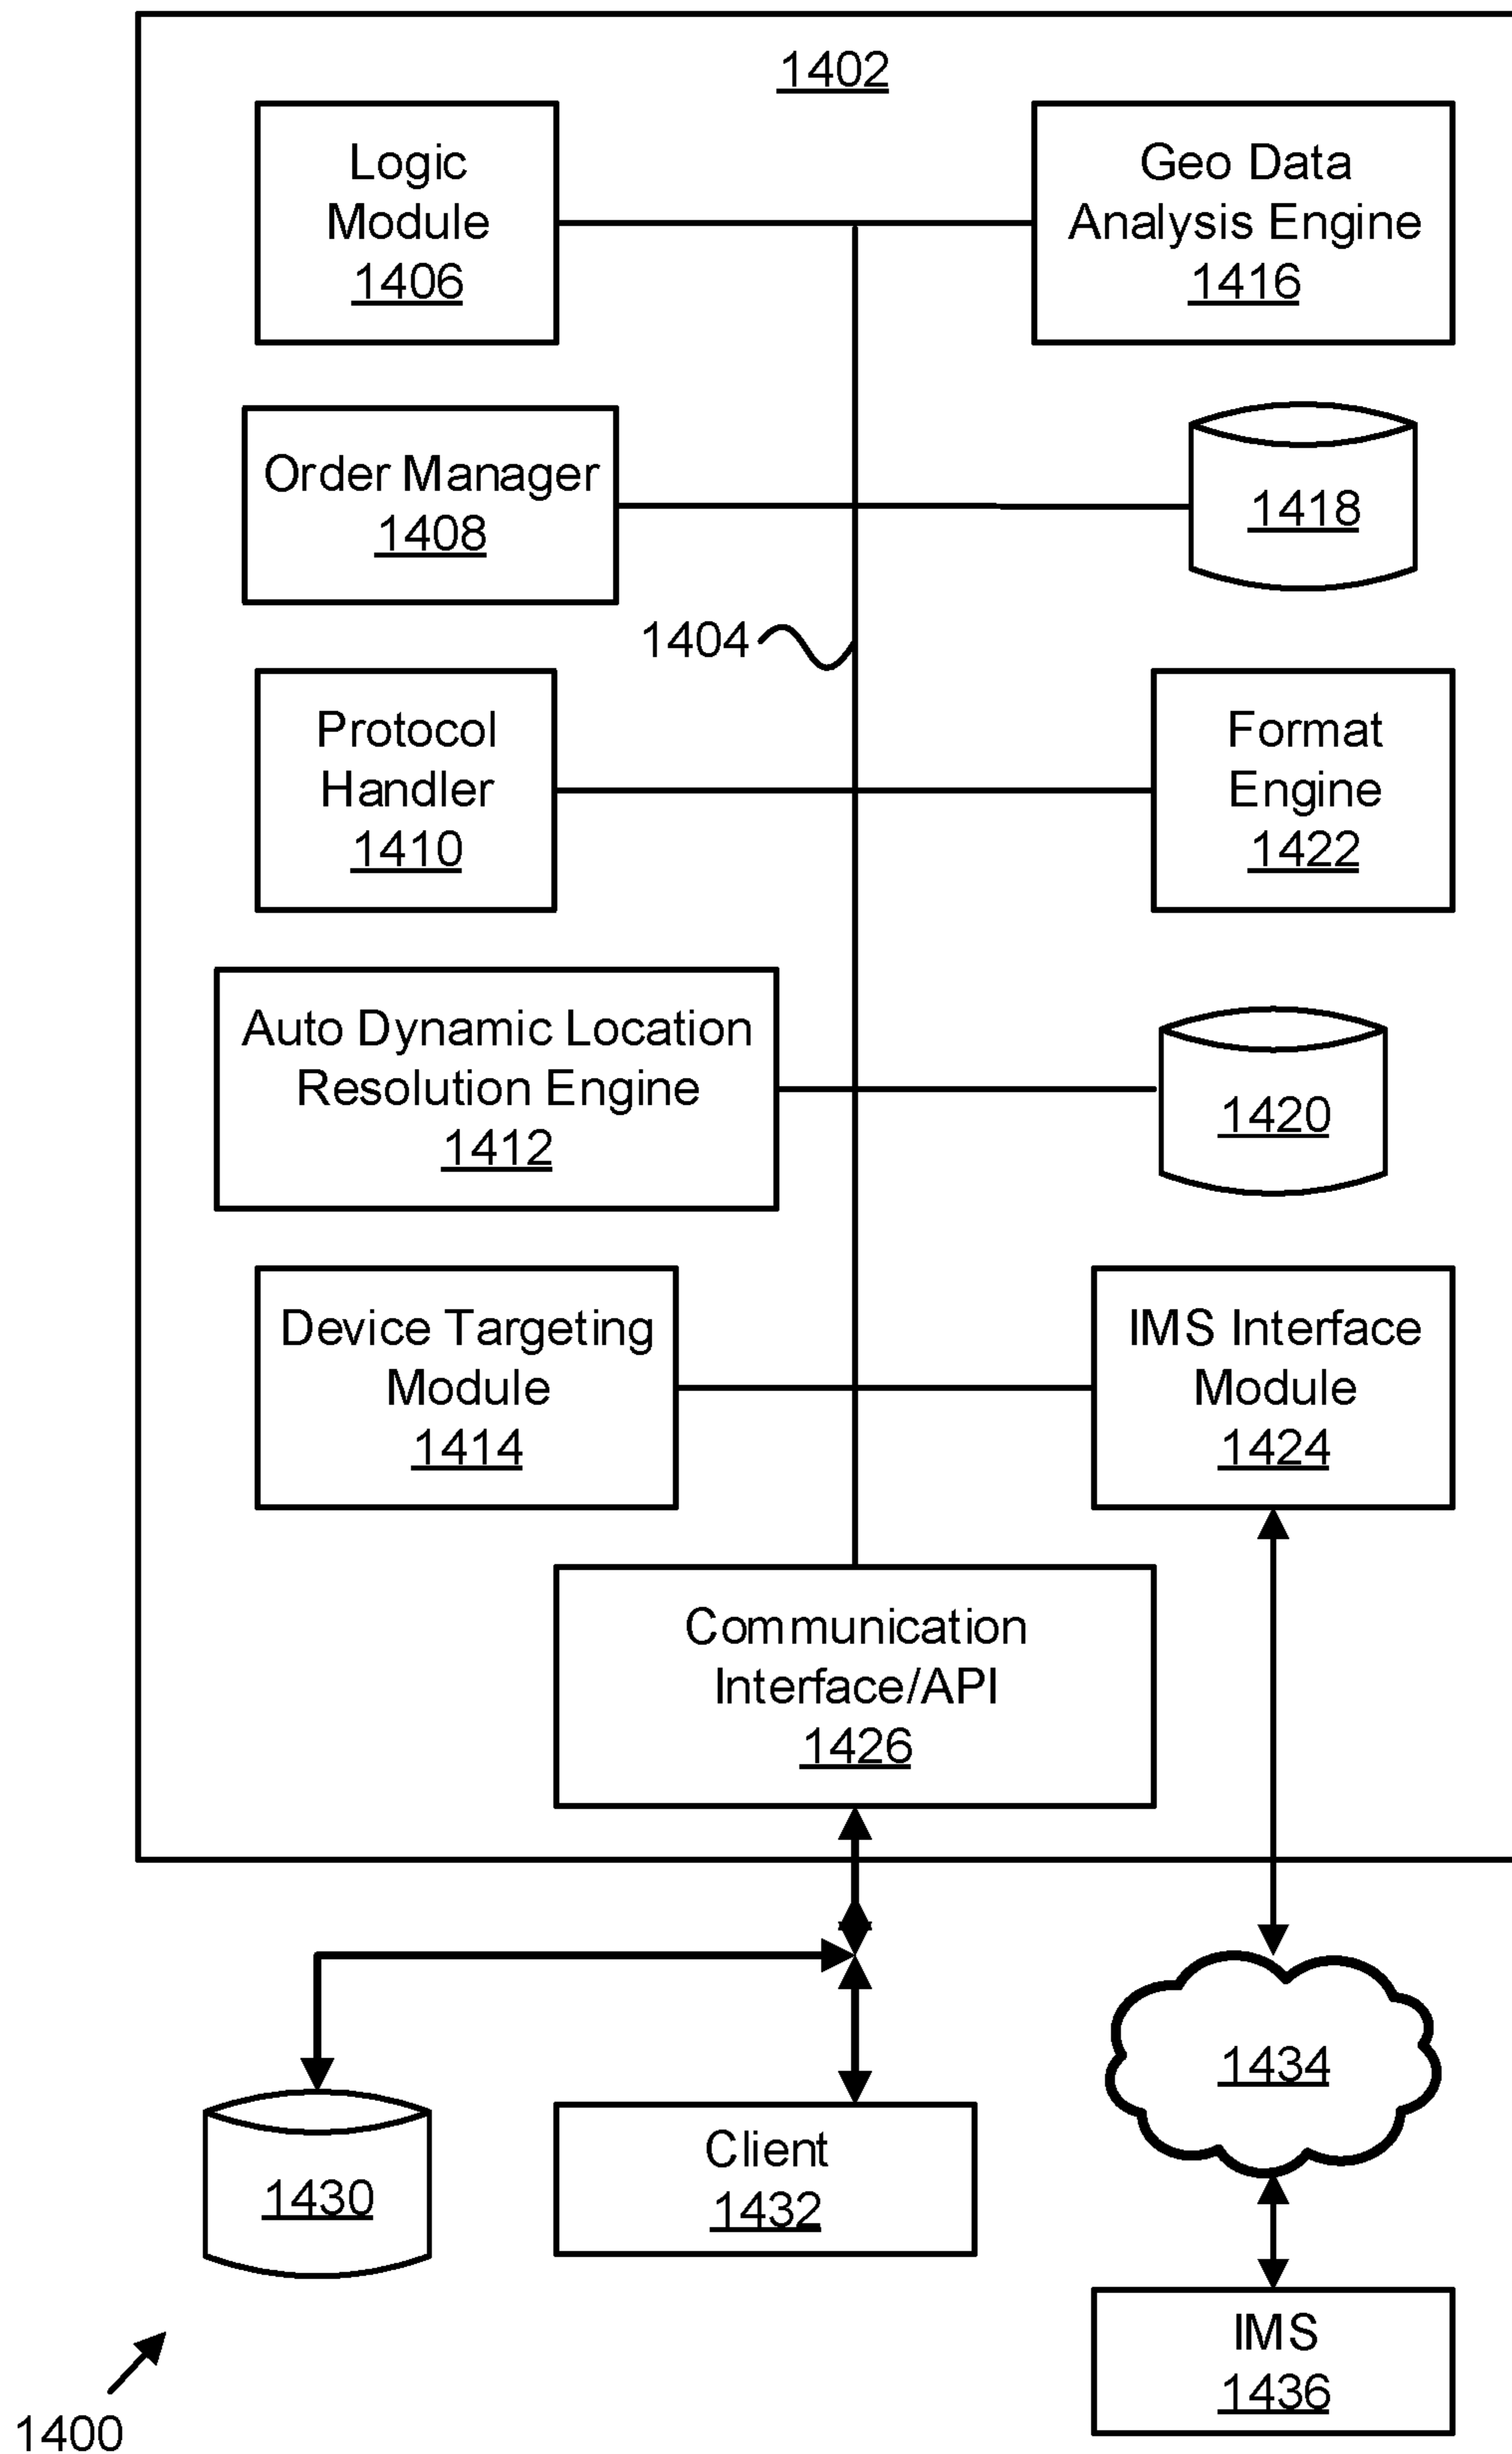 1402
Logic
Module
1406
Geo Data
Analysis Engine
1416
Order Manager
1408
1418
1404
Protocol
Handler
1410
Format
Engine
1422
Auto Dynamic Location
Resolution Engine
1412
1420
Device Targeting
Module
1414
IMS Interface
Module
1424
Communication
Interface/API
1426
1430
Client
1432
1434
IMS
1436
1400